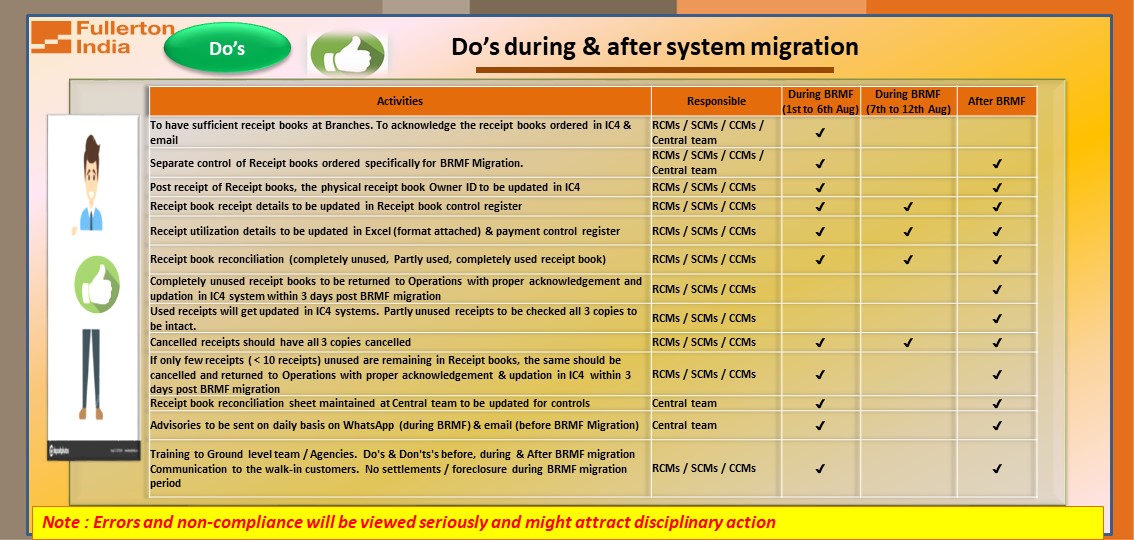 Fullerton
India
Do's
Do's during & after system migration
Activities
Responsible
During BRMF
(1st to 6th Aug)
During BRMF
(7th to 12th Aug)
After BRMF
To have sufficient receipt books at Branches. To acknowledge the receipt books ordered in IC4 &
email
RCMs / SCMs / CCMs /
Central team
✓
Separate control of Receipt books ordered specifically for BRMF Migration.
RCMs / SCMs / CCMs /
Central team
✓ ✓
Post receipt of Receipt books, the physical receipt book Owner ID to be updated in IC4
RCMs / SCMs / CCMs
✓ ✓
Receipt book receipt details to be updated in Receipt book control register
RCMs / SCMs / CCMs
✓ ✓ ✓
Receipt utilization details to be updated in Excel (format attached) & payment control register
RCMs / SCMs / CCMs
✓ ✓ ✓
Receipt book reconciliation (completely unused, Partly used, completely used receipt book)
RCMs / SCMs / CCMs
✓ ✓ ✓
Completely unused receipt books to be returned to Operations with proper acknowledgement and
updation in IC4 system within 3 days post BRMF migration
RCMs / SCMs / CCMs
✓
Used receipts will get updated in IC4 systems. Partly unused receipts to be checked all 3 copies to
be intact.
RCMs / SCMs / CCMs
✓
Cancelled receipts should have all 3 copies cancelled
RCMs / SCMs / CCMs
✓ ✓ ✓
If only few receipts ( < 10 receipts) unused are remaining in Receipt books, the same should be
cancelled and returned to Operations with proper acknowledgement & updation in IC4 within 3
days post BRMF migration
RCMs / SCMs / CCMs
✓ ✓
Receipt book reconciliation sheet maintained at Central team to be updated for controls
Central team
✓ ✓
Advisories to be sent on daily basis on WhatsApp (during BRMF) & email (before BRMF Migration)
Central team
✓ ✓
Training to Ground level team / Agencies. Do's & Don'ts's before, during & After BRMF migration
Communication to the walk-in customers. No settlements / foreclosure during BRMF migration
period
RCMs / SCMs / CCMs
✓ ✓
Note : Errors and non-compliance will be viewed seriously and might attract disciplinary action